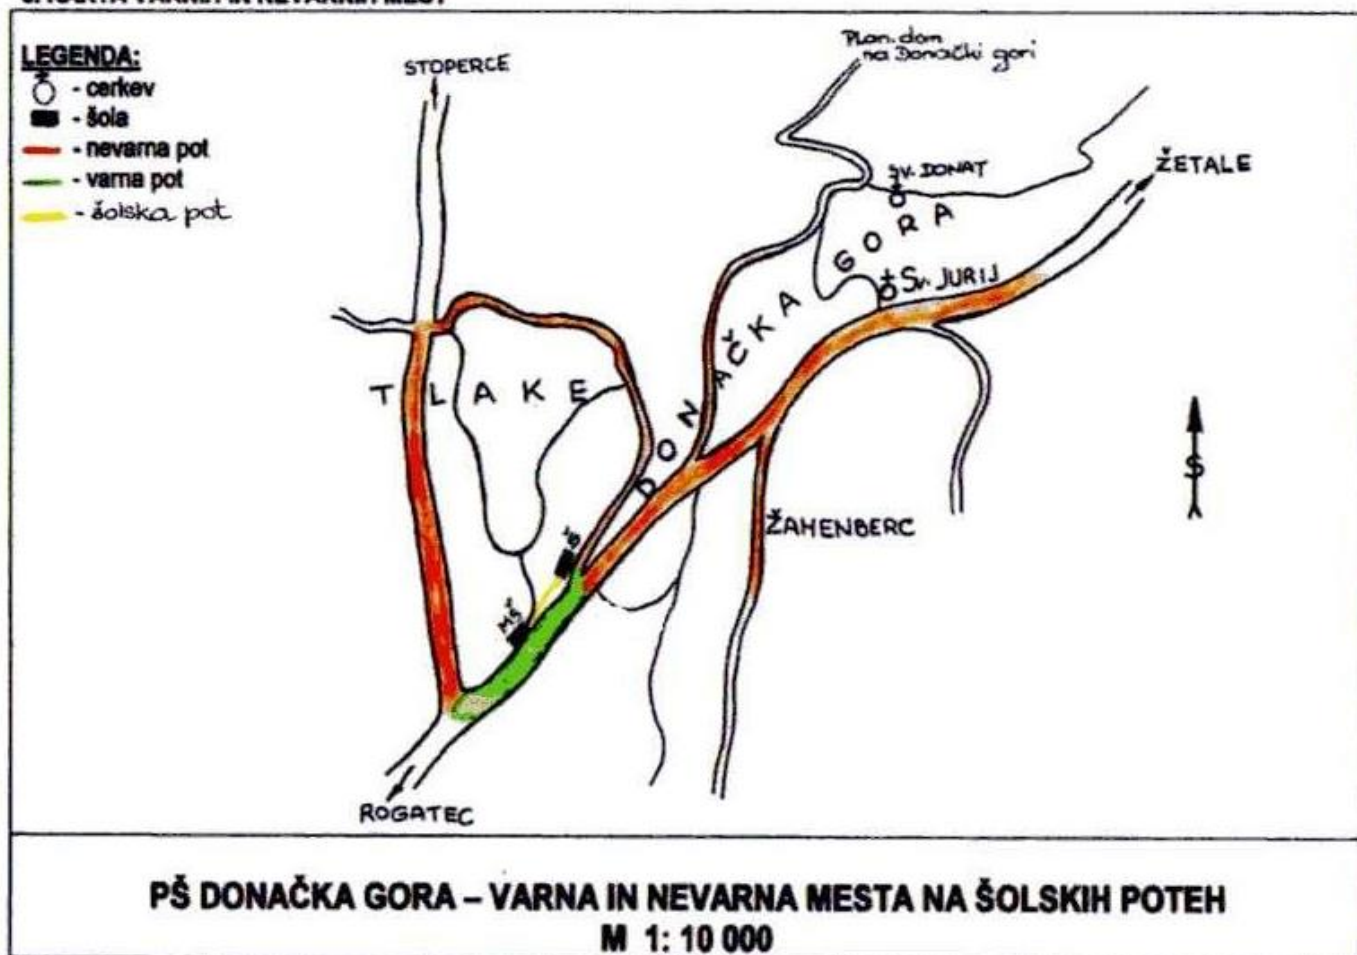 LEGENDA:
- cerkev
- šola
- nevarna pot
- varna pot
- šolska pot
STOPERCE
Plan. dom
na Donački gori
SV. DONAT
ŽETALE
DONAČKA GORA
Sv. JURIJ
TLAKE
S
ŽAHENBERC
MŠ
ROGATEC
PŠ DONAČKA GORA – VARNA IN NEVARNA MESTA NA ŠOLSKIH POTEH
M 1: 10 000